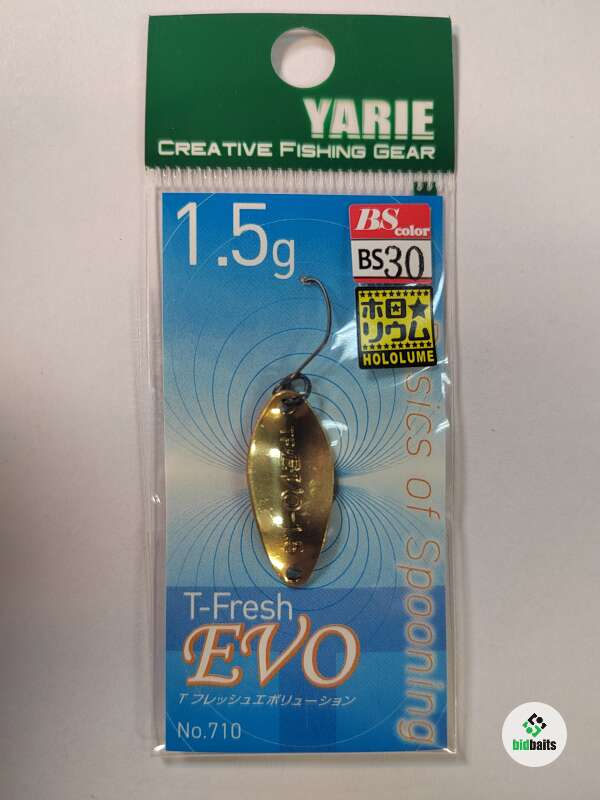 YARIE
CREATIVE FISHING GEAR
1.5g
BS color
BS30
ホロ★
リウム
HOLOLUME
sics of Spooning
T-Fresh
EVO
T フレッシュエボリューション
No.710
bidbaits